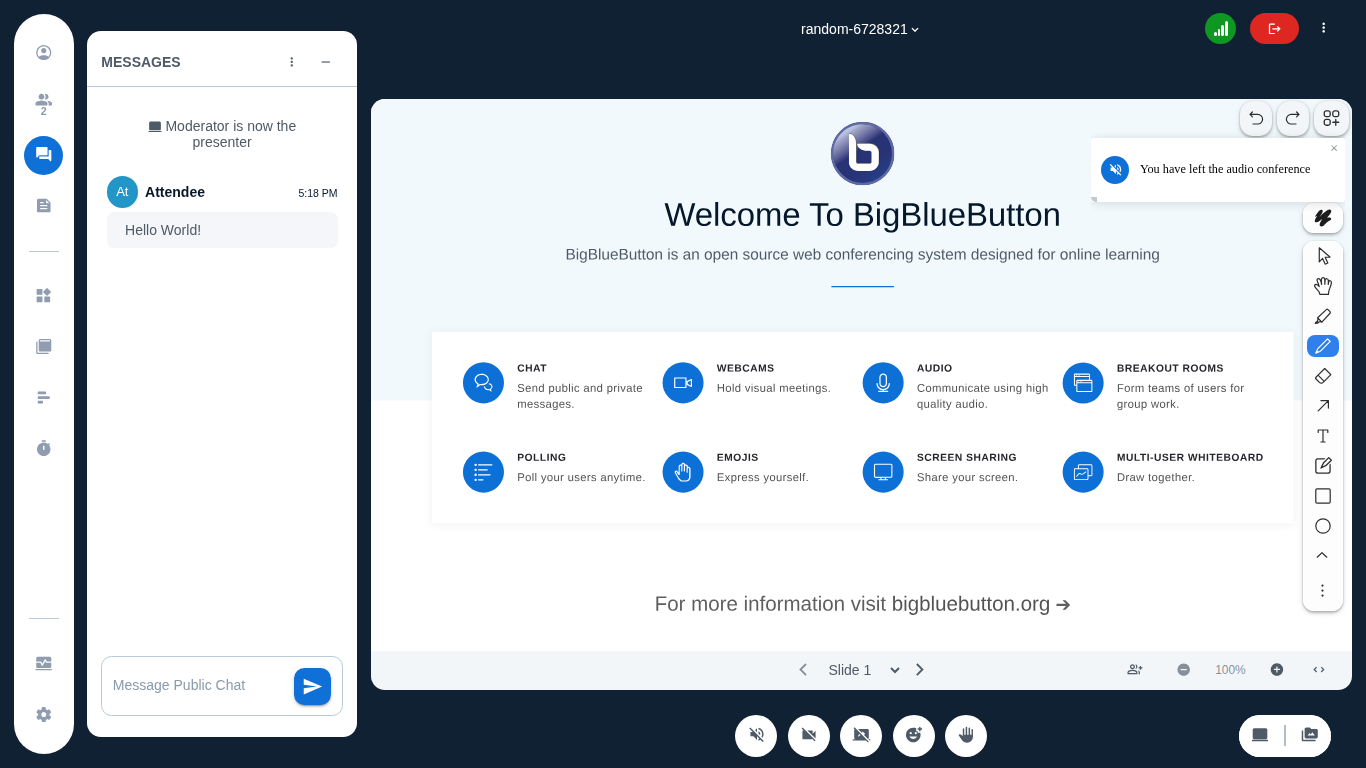 random-6728321
2
MESSAGES
Moderator is now the
presenter
At
Attendee
5:18 PM
Hello World!
Message Public Chat
You have left the audio conference
Welcome To BigBlueButton
BigBlueButton is an open source web conferencing system designed for online learning
CHAT
Send public and private
messages.
WEBCAMS
Hold visual meetings.
AUDIO
Communicate using high
quality audio.
BREAKOUT ROOMS
Form teams of users for
group work.
POLLING
Poll your users anytime.
EMOJIS
Express yourself.
SCREEN SHARING
Share your screen.
MULTI-USER WHITEBOARD
Draw together.
For more information visit bigbluebutton.org ➔
Slide 1
100%